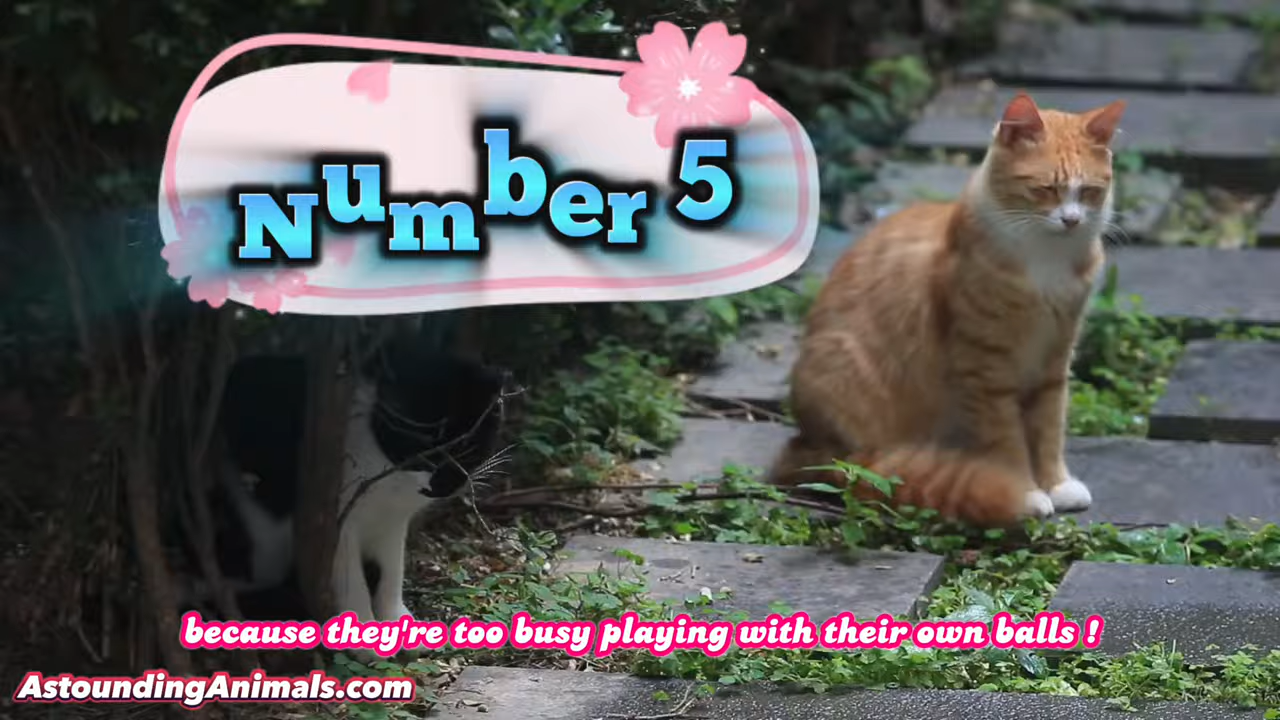 Number 5
because they're too busy playing with their own balls !
AstoundingAnimals.com